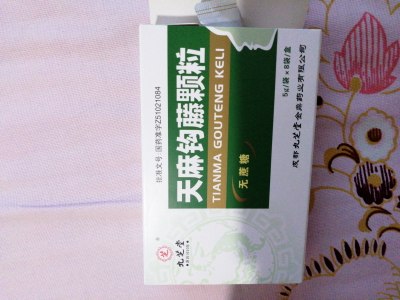 批准文号 国药准字Z51021084
天麻钩藤颗粒
TIANMA GOUTENG KELI
无蔗糖
5g/袋×8袋/盒
九芝堂
成都九芝堂金鼎药业有限公司